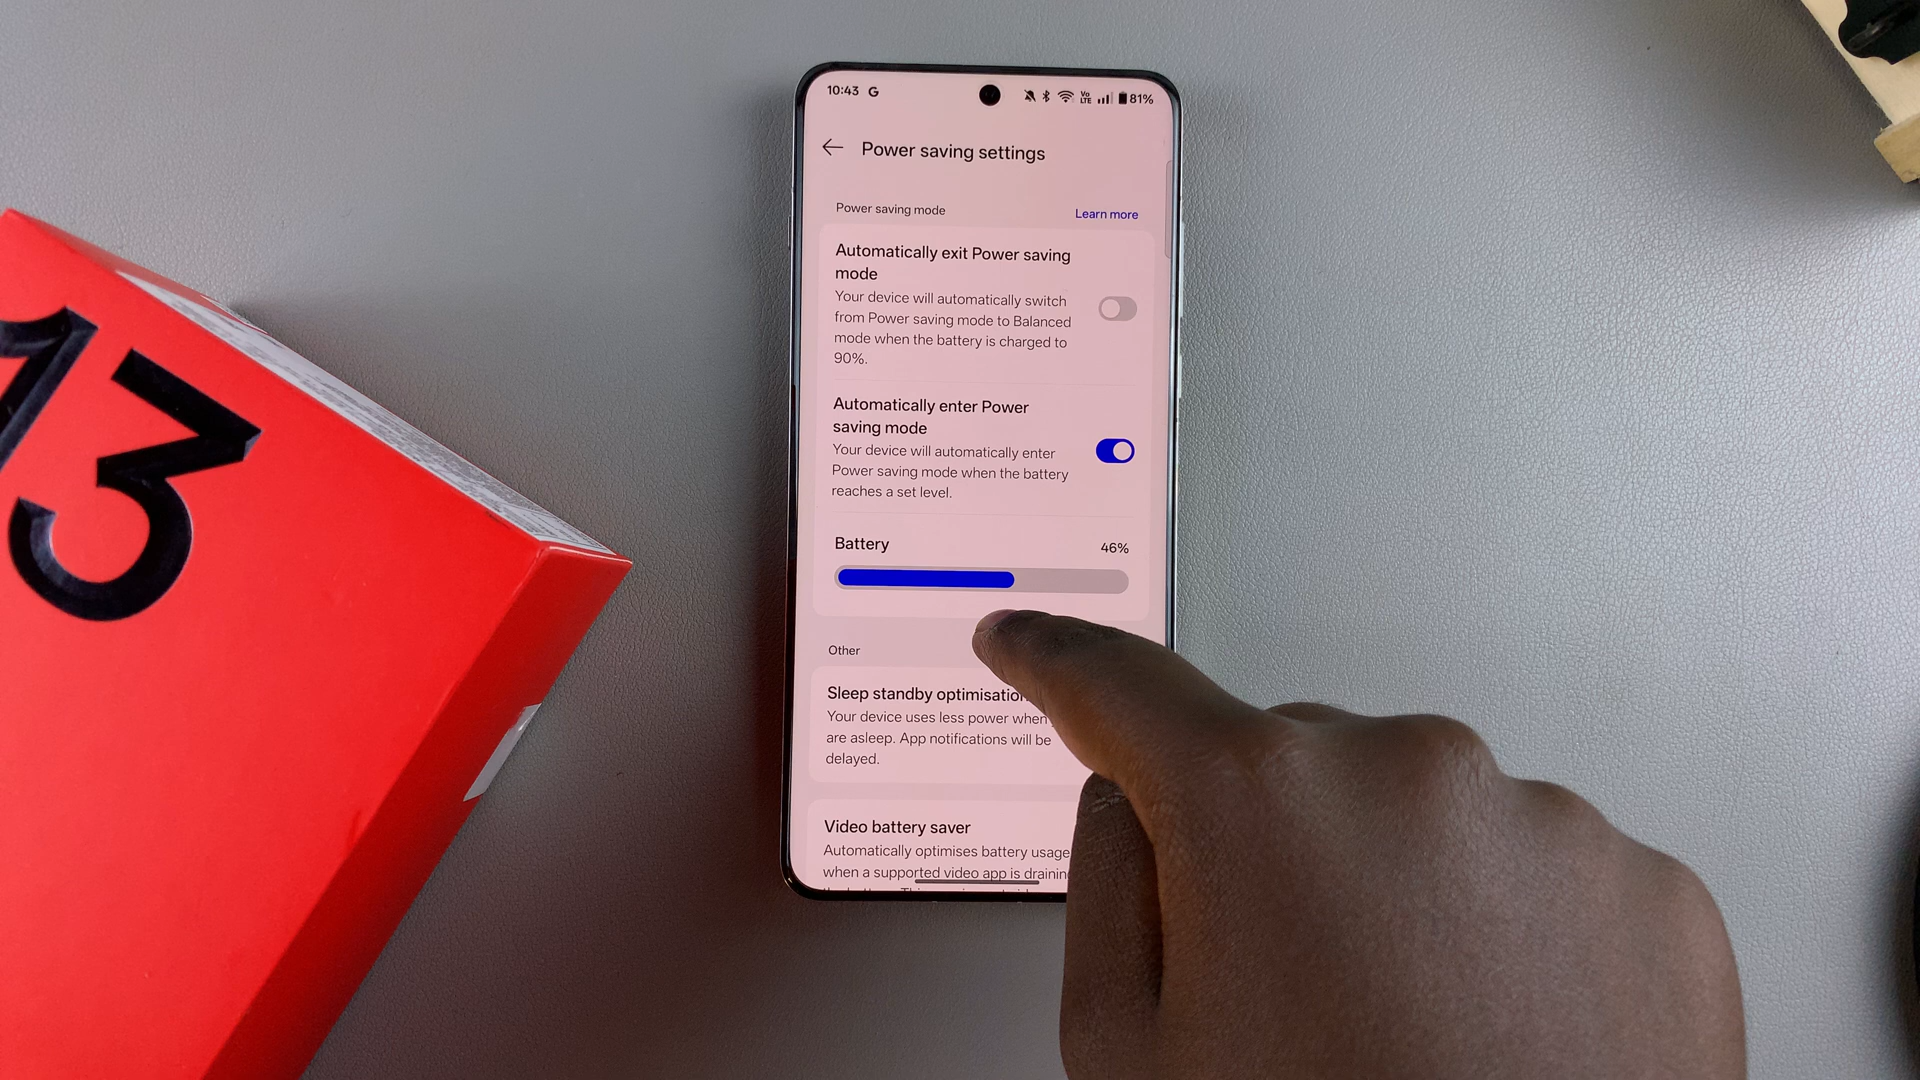 10:43 G Vo LTE 81%
Power saving settings
Power saving mode Learn more
Automatically exit Power saving
mode
Your device will automatically switch
from Power saving mode to Balanced
mode when the battery is charged to
90%.
Automatically enter Power
saving mode
Your device will automatically enter
Power saving mode when the battery
reaches a set level.
Battery 46%
Other
Sleep standby optimisation
Your device uses less power when
are asleep. App notifications will be
delayed.
Video battery saver
Automatically optimises battery usage
when a supported video app is draining
13